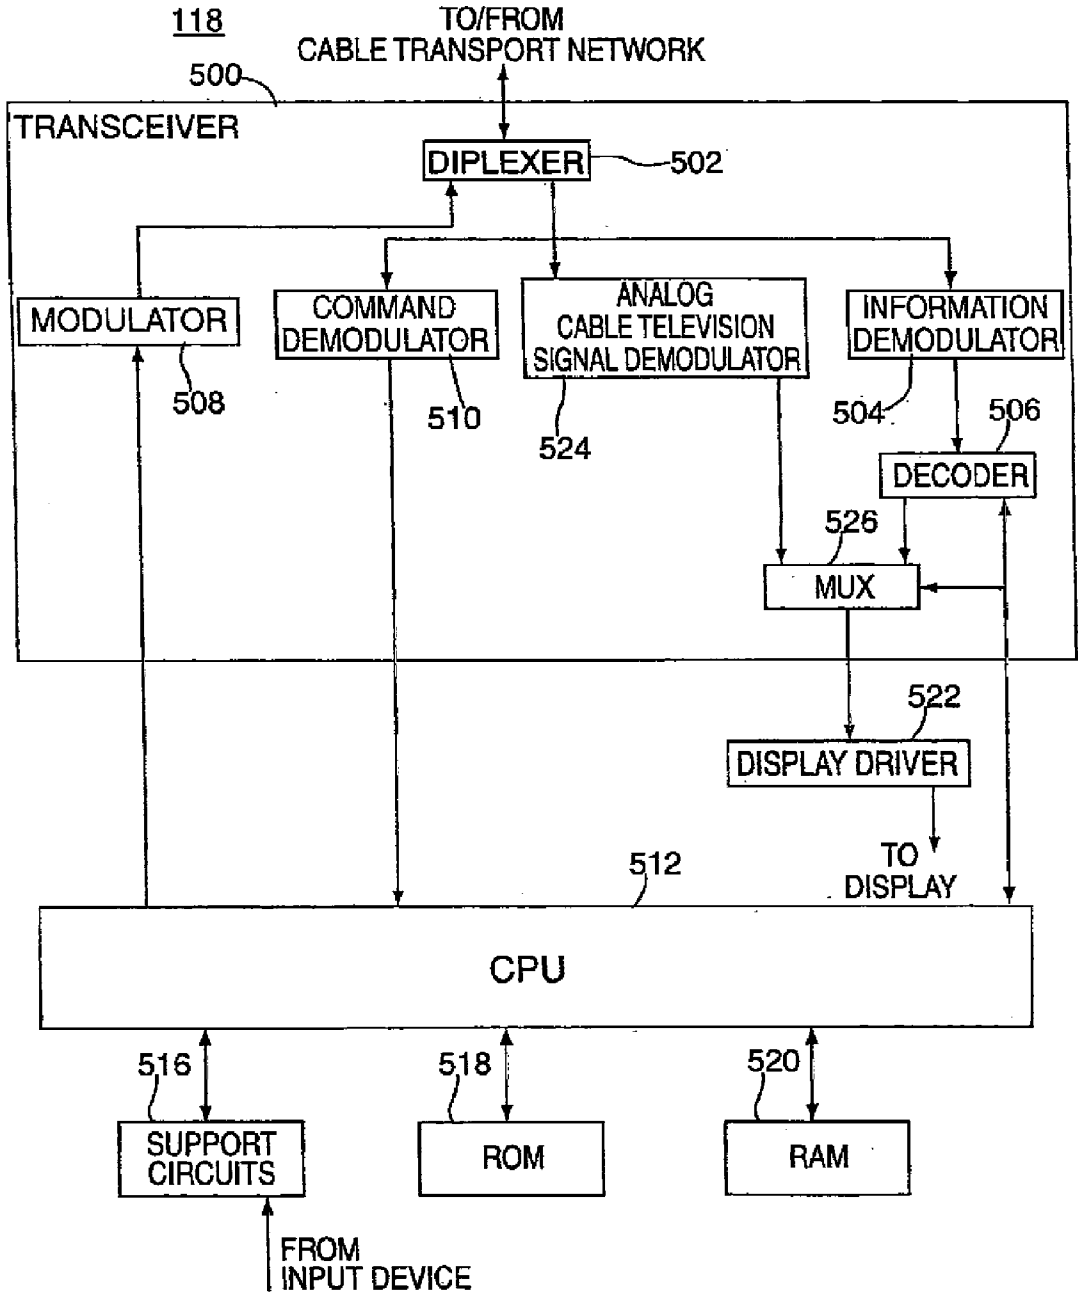 118
TO/FROM
CABLE TRANSPORT NETWORK
500
TRANSCEIVER
DIPLEXER
502
MODULATOR
508
COMMAND
DEMODULATOR
510
ANALOG
CABLE TELEVISION
SIGNAL DEMODULATOR
524
INFORMATION
DEMODULATOR
504
506
DECODER
526
MUX
522
DISPLAY DRIVER
TO
DISPLAY
512
CPU
516
SUPPORT
CIRCUITS
518
ROM
520
RAM
FROM
INPUT DEVICE